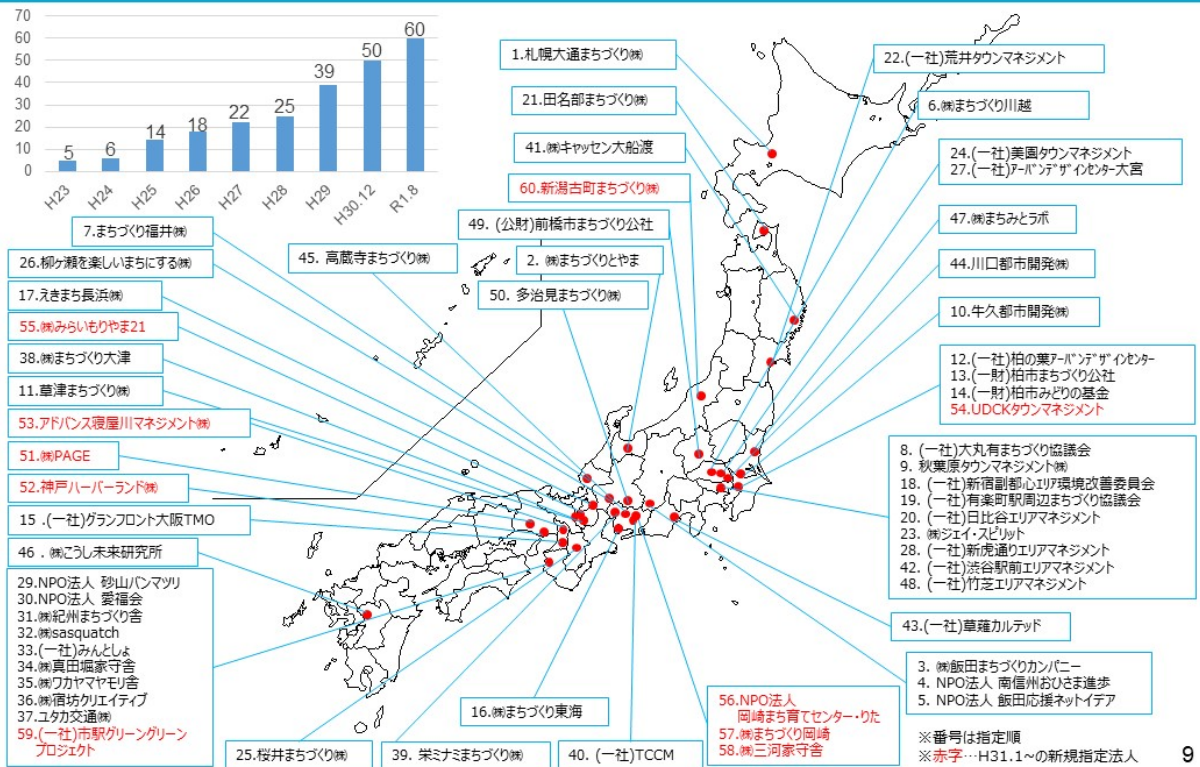 70
60
50
40
30
20
10
0
5
6
14
18
22
25
39
50
60
H23
H24
H25
H26
H27
H28
H29
H30.12
R1.8
1.札幌大通まちづくり㈱
21.田名部まちづくり㈱
41.㈱キャッセン大船渡
60.新潟古町まちづくり㈱
49. (公財)前橋市まちづくり公社
2. ㈱まちづくりとやま
45. 高蔵寺まちづくり㈱
50. 多治見まちづくり㈱
22.(一社)荒井タウンマネジメント
6.㈱まちづくり川越
24.(一社)美園タウンマネジメント
27.(一社)アーバンデザインセンター大宮
47.㈱まちみとラボ
44.川口都市開発㈱
10.牛久都市開発㈱
12.(一社)柏の葉アーバンデザインセンター
13.(一財)柏市まちづくり公社
14.(一財)柏市みどりの基金
54.UDCKタウンマネジメント
8. (一社)大丸有まちづくり協議会
9. 秋葉原タウンマネジメント㈱
18. (一社)新宿副都心エリア環境改善委員会
19. (一社)有楽町駅周辺まちづくり協議会
20. (一社)日比谷エリアマネジメント
23. ㈱ジェイ・スピリット
28. (一社)新虎通りエリアマネジメント
42. (一社)渋谷駅前エリアマネジメント
48. (一社)竹芝エリアマネジメント
43.(一社)草薙カルテッド
3. ㈱飯田まちづくりカンパニー
4. NPO法人 南信州おひさま進歩
5. NPO法人 飯田応援ネットイデア
7.まちづくり福井㈱
26.柳ヶ瀬を楽しいまちにする㈱
17.えきまち長浜㈱
55.㈱みらいもりやま21
38.㈱まちづくり大津
11.草津まちづくり㈱
53.アドバンス寝屋川マネジメント㈱
51.㈱PAGE
52.神戸ハーバーランド㈱
15 .(一社)グランフロント大阪TMO
46 . ㈱こうし未来研究所
29.NPO法人 砂山バンマツリ
30.NPO法人 愛福会
31.㈱紀州まちづくり舎
32.㈱sasquatch
33.(一社)みんとしょ
34.㈱真田堀家守舎
35.㈱ワカヤマヤモリ舎
36.㈱宿坊クリエイティブ
37.ユタカ交通㈱
59.(一社)市駅グリーングリーン
プロジェクト
25.桜井まちづくり㈱
39. 栄ミナミまちづくり㈱
16.㈱まちづくり東海
40. (一社)TCCM
56.NPO法人
岡崎まち育てセンター・りた
57.㈱まちづくり岡崎
58.㈱三河家守舎
※番号は指定順
※赤字…H31.1~の新規指定法人
9